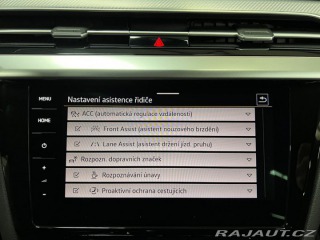 MENU
Nastavení asistence řidiče
HOME
ACC (automatická regulace vzdálenosti)
Front Assist (asistent nouzového brzdění)
Lane Assist (asistent držení jízd. pruhu)
Rozpozn. dopravních značek
Rozpoznávání únavy
Proaktivní ochrana cestujících
RAJAUT.CZ